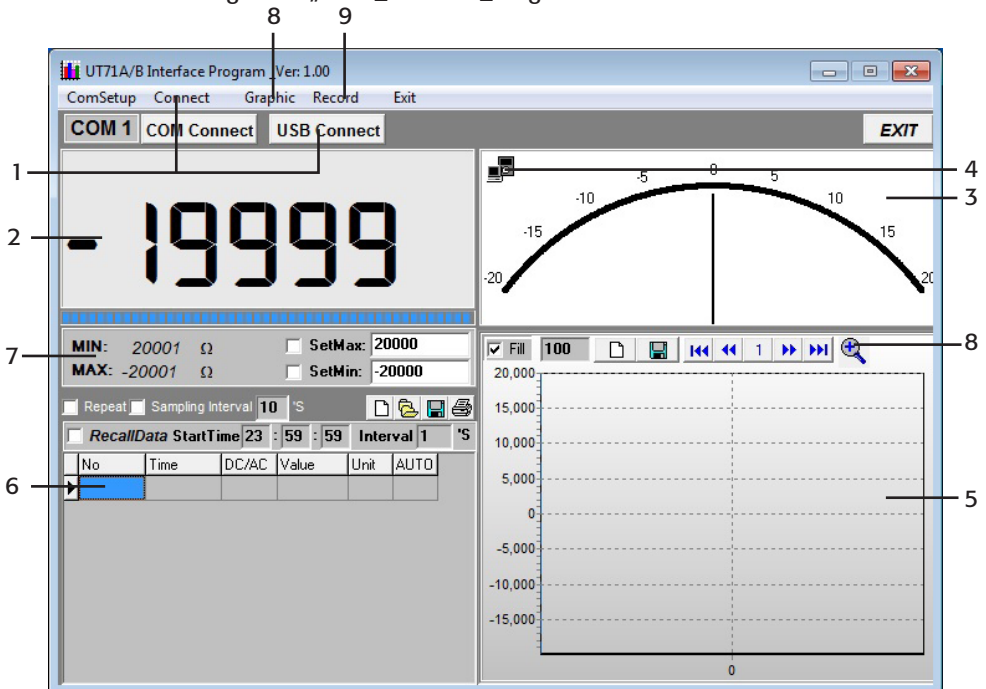 8 9
UT71A/B Interface Program _Ver: 1.00
ComSetup Connect Graphic Record Exit
COM 1 COM Connect USB Connect EXIT
1
2
-19999
4
3
-20 -15 -10 -5 0 5 10 15 20
7
MIN: 20001 Ω SetMax: 20000
MAX: -20001 Ω SetMin: -20000
Repeat Sampling Interval 10 'S
RecallData StartTime 23 : 59 : 59 Interval 1 'S
No Time DC/AC Value Unit AUTO
6
Fill 100 1
8
20,000
15,000
10,000
5,000
0
-5,000
-10,000
-15,000
0
5